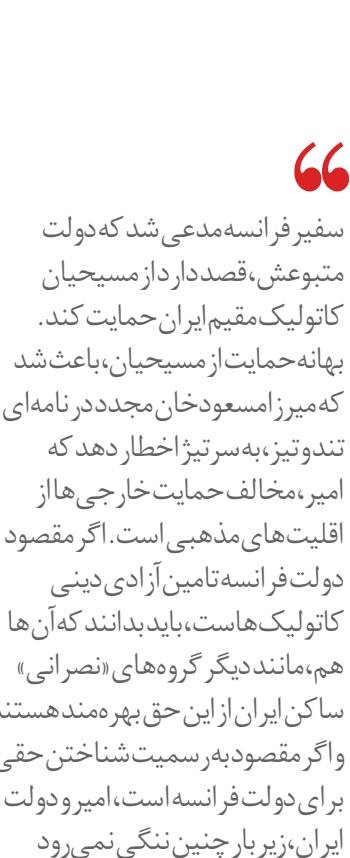 ❝
سفیر فرانسه مدعی شد که دولت
متبوعش، قصد دارد از مسیحیان
کاتولیک مقیم ایران حمایت کند.
بهانه حمایت از مسیحیان، باعث شد
که میرزا مسعودخان مجدد در نامه‌ای
تند و تیز، به سرتیژ اخطار دهد که
امیر، مخالف حمایت خارجی‌ها از
اقلیت‌های مذهبی است. اگر مقصود
دولت فرانسه تامین آزادی دینی
کاتولیک‌هاست، باید بدانند که آن‌ها
هم، مانند دیگر گروه‌های «نصرانی»
ساکن ایران از این حق بهره‌مند هستند
و اگر مقصود به رسمیت شناختن حقی
برای دولت فرانسه است، امیر و دولت
ایران، زیر بار چنین ننگی نمی‌رود